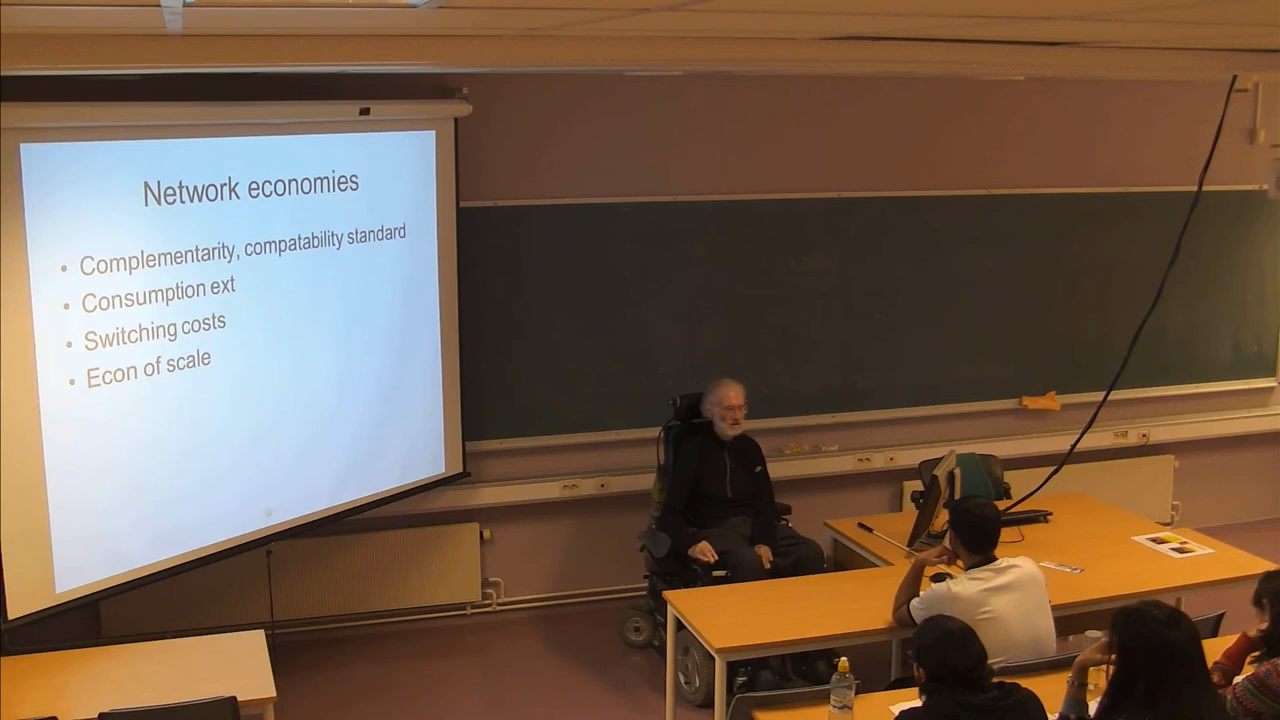 Network economies
• Complementarity, compatability standard
• Consumption ext
• Switching costs
• Econ of scale